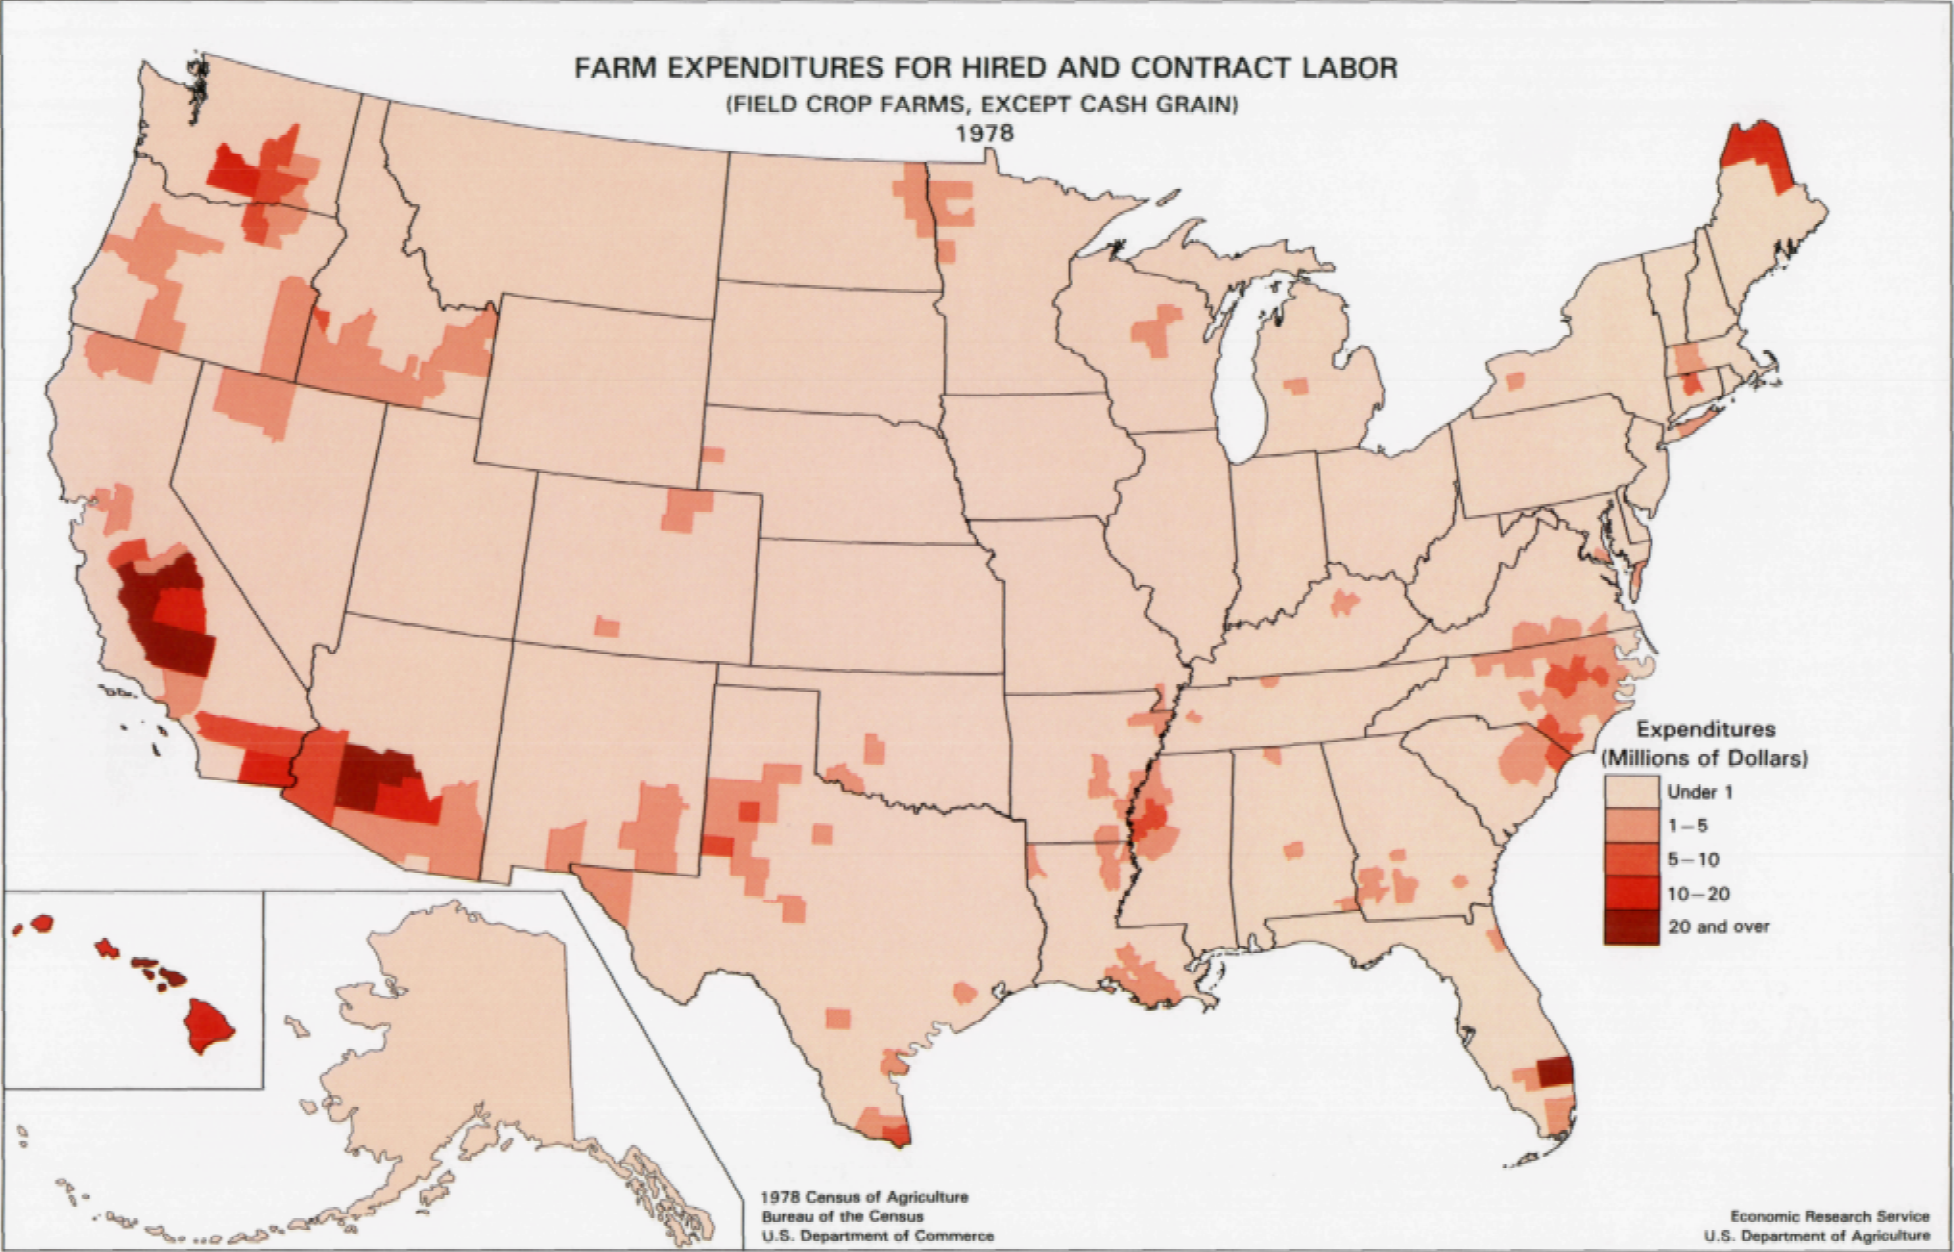 FARM EXPENDITURES FOR HIRED AND CONTRACT LABOR
(FIELD CROP FARMS, EXCEPT CASH GRAIN)
1978
Expenditures
(Millions of Dollars)
Under 1
1–5
5–10
10–20
20 and over
1978 Census of Agriculture
Bureau of the Census
U.S. Department of Commerce
Economic Research Service
U.S. Department of Agriculture